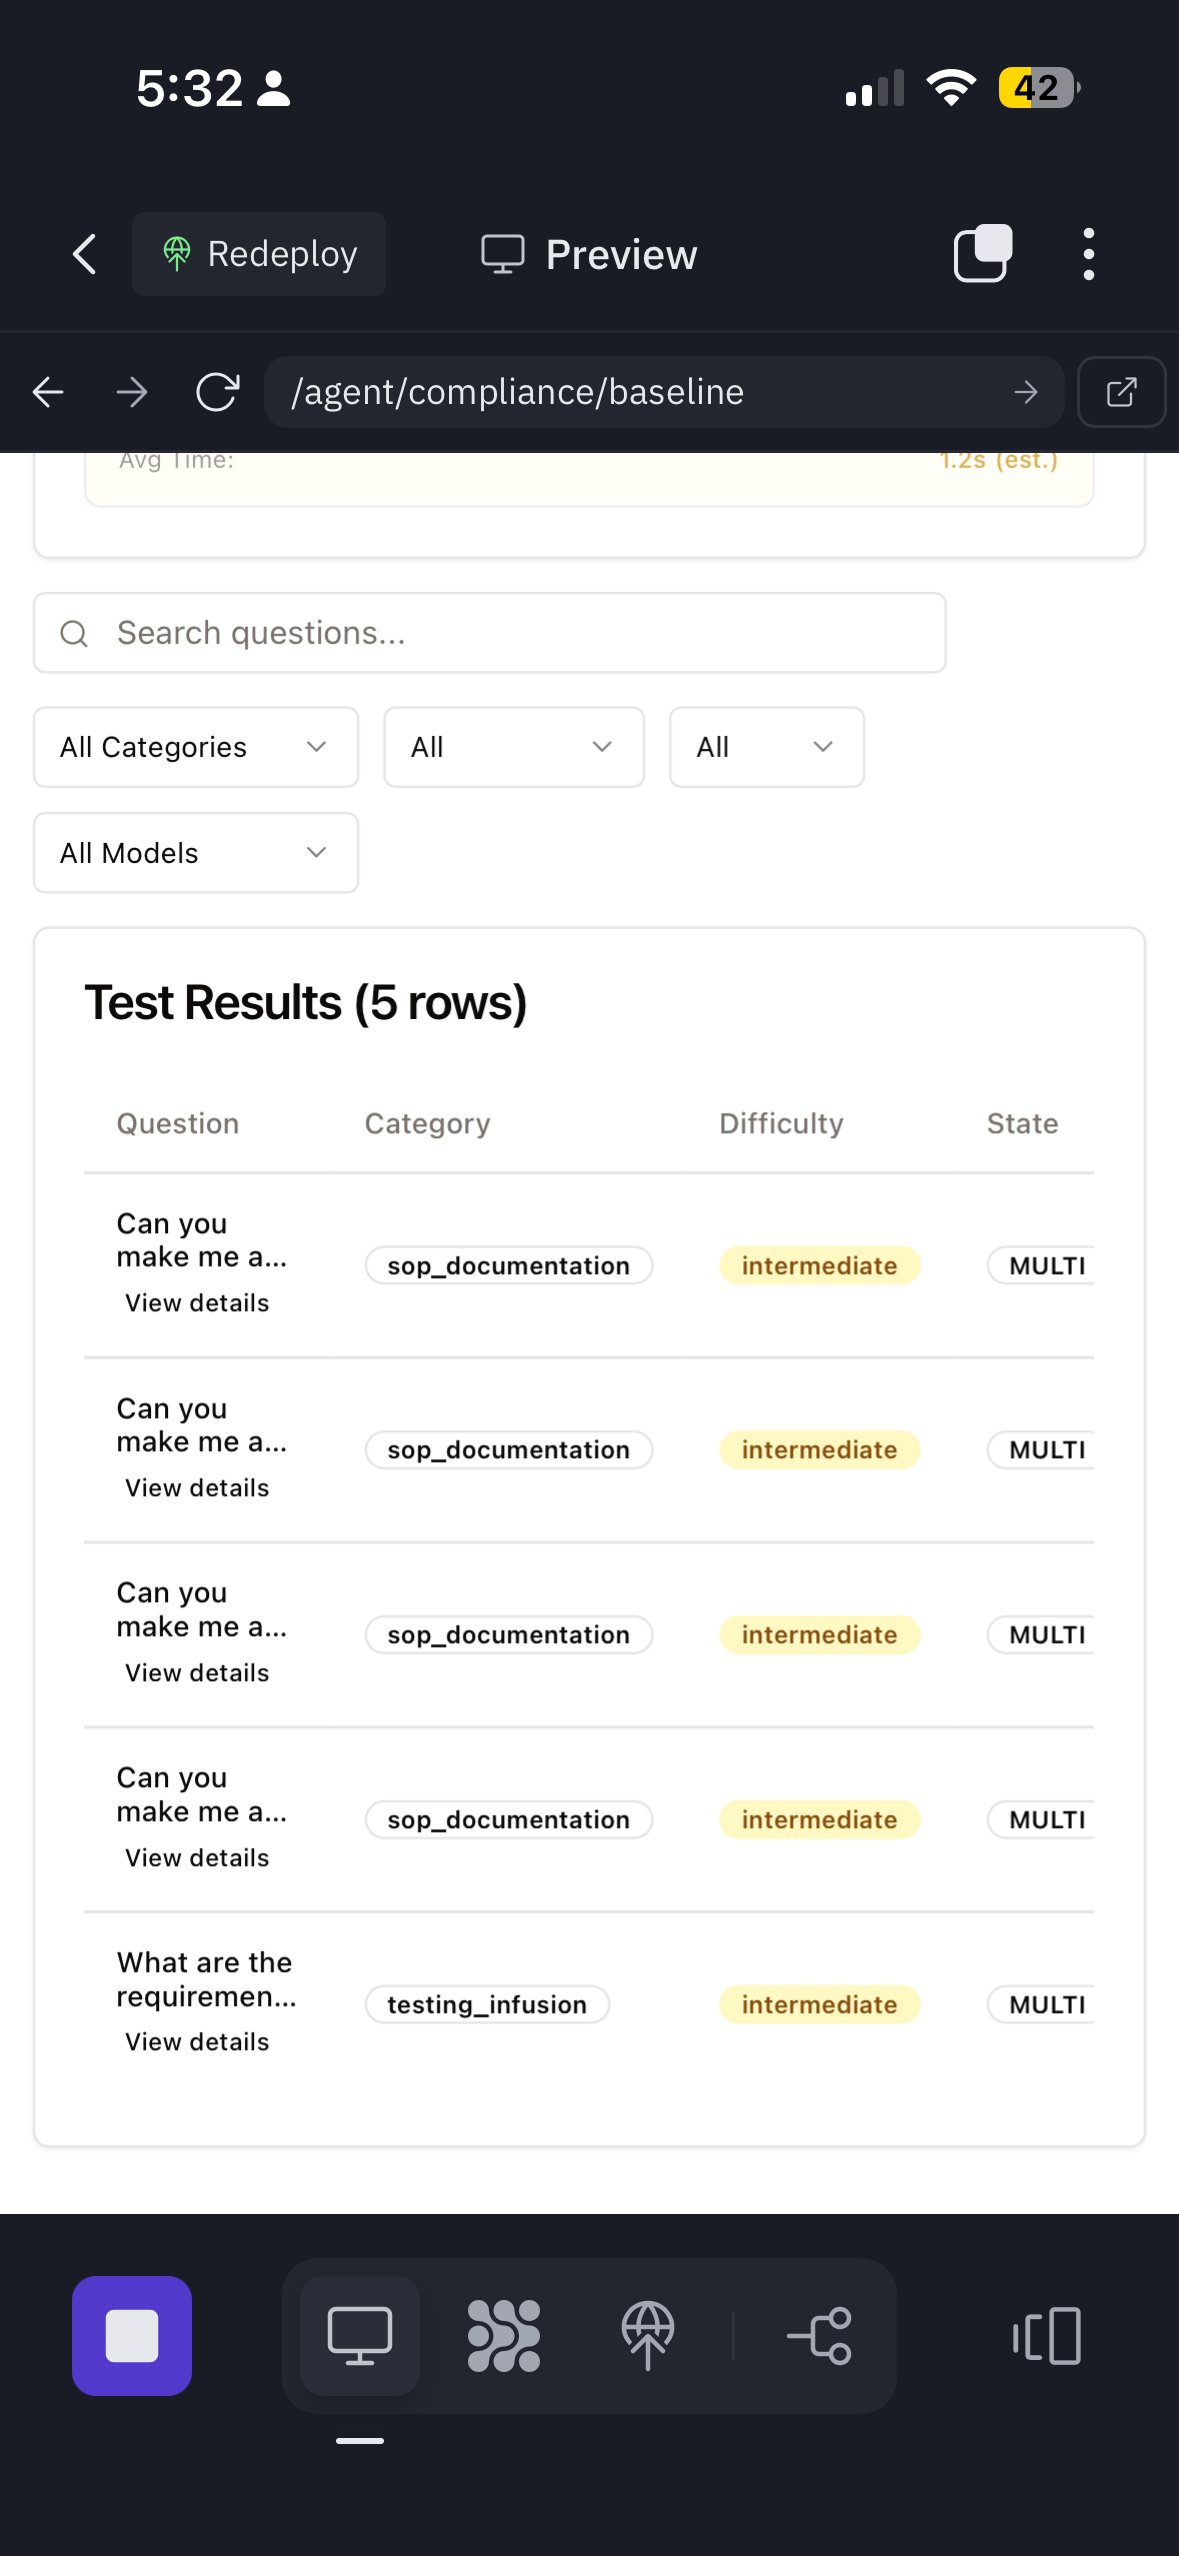 5:32
42
Redeploy
Preview
/agent/compliance/baseline
Avg Time:
1.2s (est.)
Search questions...
All Categories
All
All
All Models
Test Results (5 rows)
Question
Category
Difficulty
State
Can you
make me a...
View details
sop_documentation
intermediate
MULTI
Can you
make me a...
View details
sop_documentation
intermediate
MULTI
Can you
make me a...
View details
sop_documentation
intermediate
MULTI
Can you
make me a...
View details
sop_documentation
intermediate
MULTI
What are the
requiremen...
View details
testing_infusion
intermediate
MULTI